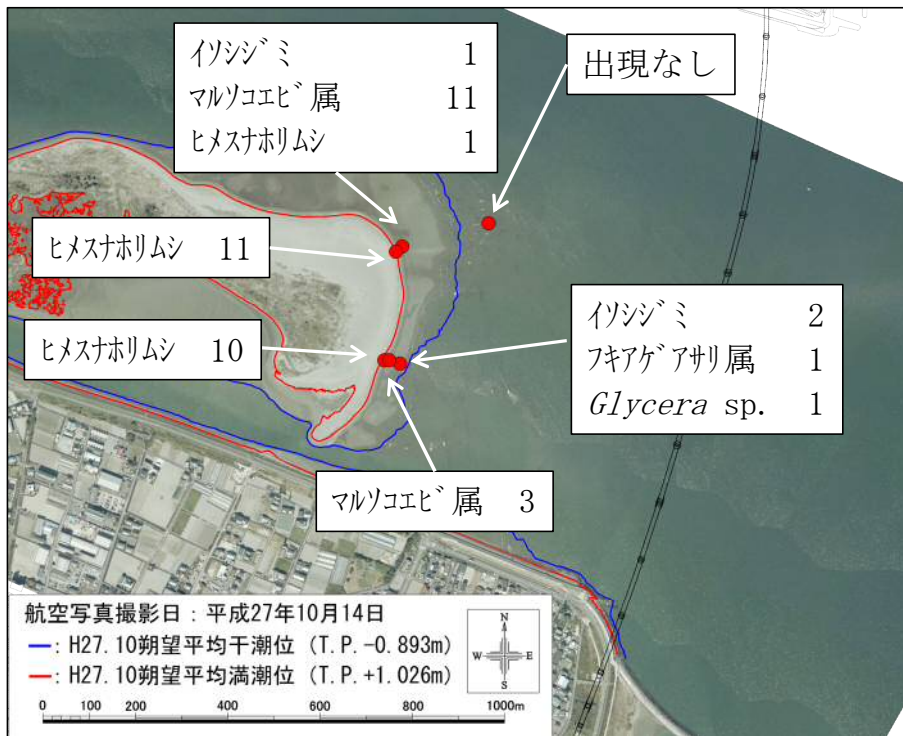 イソシジミ 1
マルソコエビ属 11
ヒメスナホリムシ 1
出現なし
ヒメスナホリムシ 11
ヒメスナホリムシ 10
イソシジミ 2
フキアゲアサリ属 1
Glycera sp. 1
マルソコエビ属 3
航空写真撮影日:平成27年10月14日
━: H27.10朔望平均干潮位 (T.P.-0.893m)
━: H27.10朔望平均満潮位 (T.P.+1.026m)
N
W E
S
0 200 400 600 800 1000m